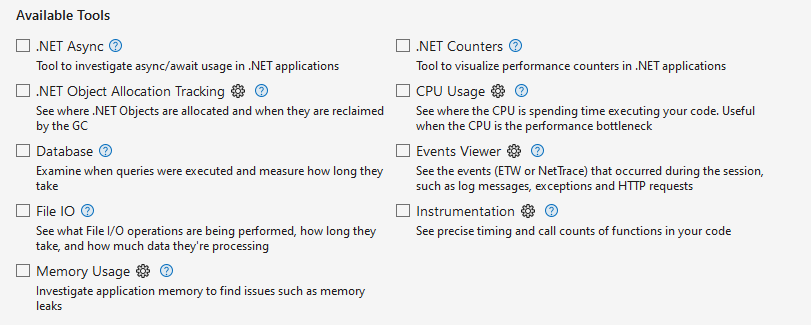 Available Tools
.NET Async
Tool to investigate async/await usage in .NET applications
.NET Object Allocation Tracking
See where .NET Objects are allocated and when they are reclaimed
by the GC
Database
Examine when queries were executed and measure how long they
take
File IO
See what File I/O operations are being performed, how long they
take, and how much data they're processing
Memory Usage
Investigate application memory to find issues such as memory
leaks
.NET Counters
Tool to visualize performance counters in .NET applications
CPU Usage
See where the CPU is spending time executing your code. Useful
when the CPU is the performance bottleneck
Events Viewer
See the events (ETW or NetTrace) that occurred during the session,
such as log messages, exceptions and HTTP requests
Instrumentation
See precise timing and call counts of functions in your code